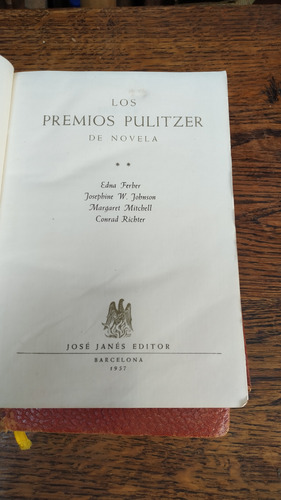 LOS
PREMIOS PULITZER
DE NOVELA
* *
Edna Ferber
Josephine W. Johnson
Margaret Mitchell
Conrad Richter
JOSÉ JANÉS EDITOR
BARCELONA
1957